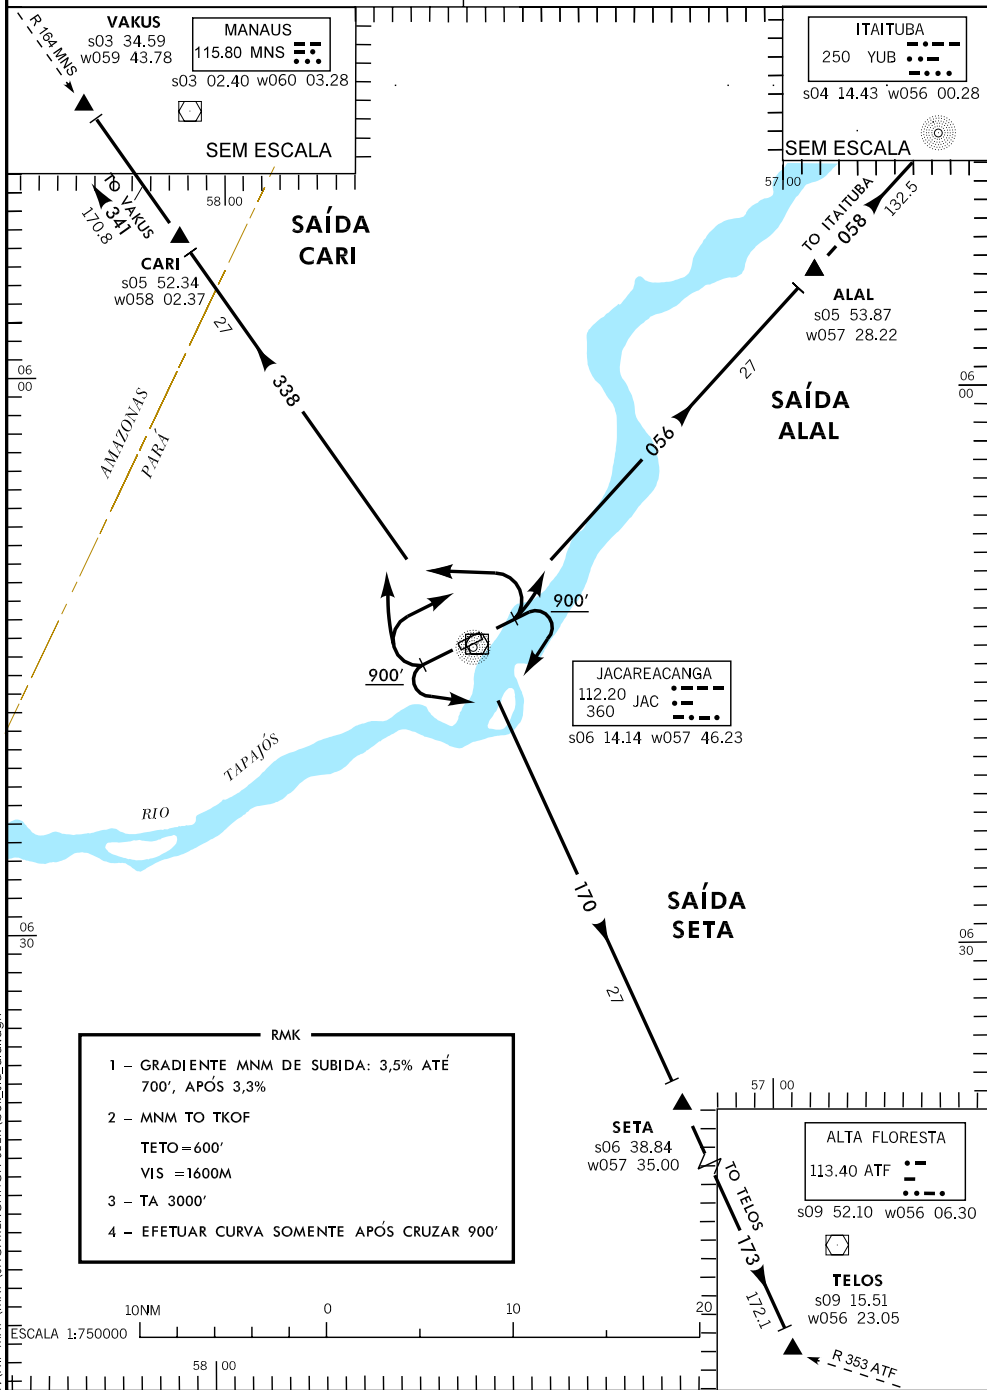 R 164 MNS
VAKUS
s03 34.59
w059 43.78
MANAUS
115.80 MNS
s03 02.40 w060 03.28
SEM ESCALA
ITAITUBA
250 YUB
s04 14.43 w056 00.28
SEM ESCALA
58 00
57 00
TO VAKUS
341
170.8
SAÍDA
CARI
CARI
s05 52.34
w058 02.37
27
338
TO ITAITUBA
058
132.5
ALAL
s05 53.87
w057 28.22
27
056
SAÍDA
ALAL
06
00
06
00
AMAZONAS
PARÁ
900'
900'
JACAREACANGA
112.20
360
JAC
s06 14.14 w057 46.23
RIO
TAPAJÓS
170
27
SAÍDA
SETA
06
30
06
30
RMK
1 – GRADIENTE MNM DE SUBIDA: 3,5% ATÉ
700', APÓS 3,3%
2 – MNM TO TKOF
TETO=600'
VIS =1600M
3 – TA 3000'
4 – EFETUAR CURVA SOMENTE APÓS CRUZAR 900'
SETA
s06 38.84
w057 35.00
57 00
ALTA FLORESTA
113.40 ATF
s09 52.10 w056 06.30
TO TELOS
173
172.1
TELOS
s09 15.51
w056 23.05
R 353 ATF
10NM 0 10 20
ESCALA 1:750000
58 00